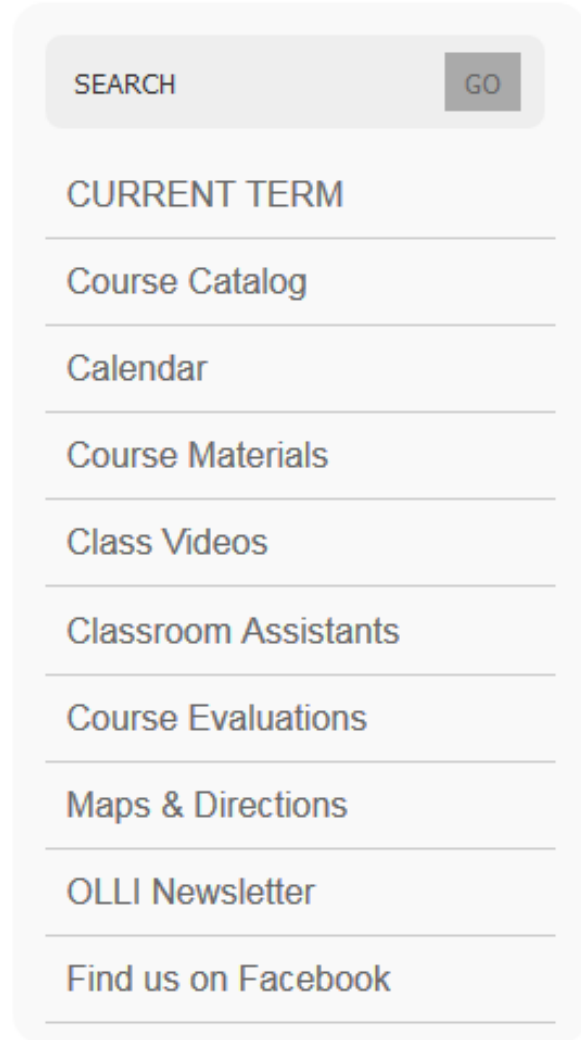 SEARCH GO
CURRENT TERM
Course Catalog
Calendar
Course Materials
Class Videos
Classroom Assistants
Course Evaluations
Maps & Directions
OLLI Newsletter
Find us on Facebook